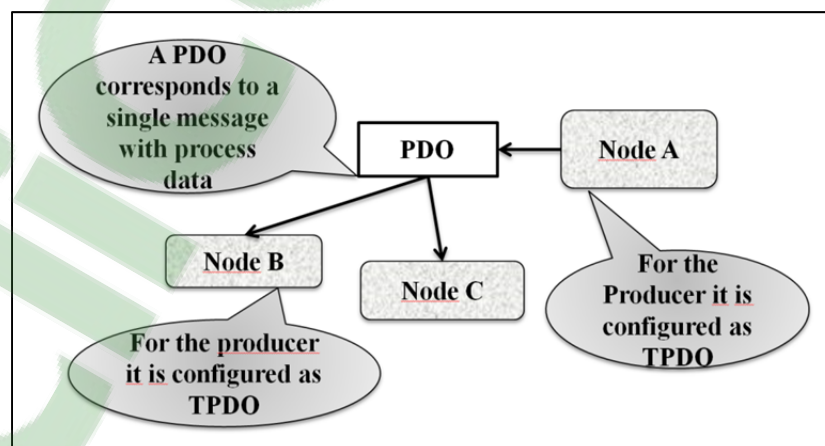 A PDO
corresponds to a
single message
with process
data
PDO
Node A
Node B
Node C
For the
Producer it is
configured as
TPDO
For the producer
it is configured as
TPDO